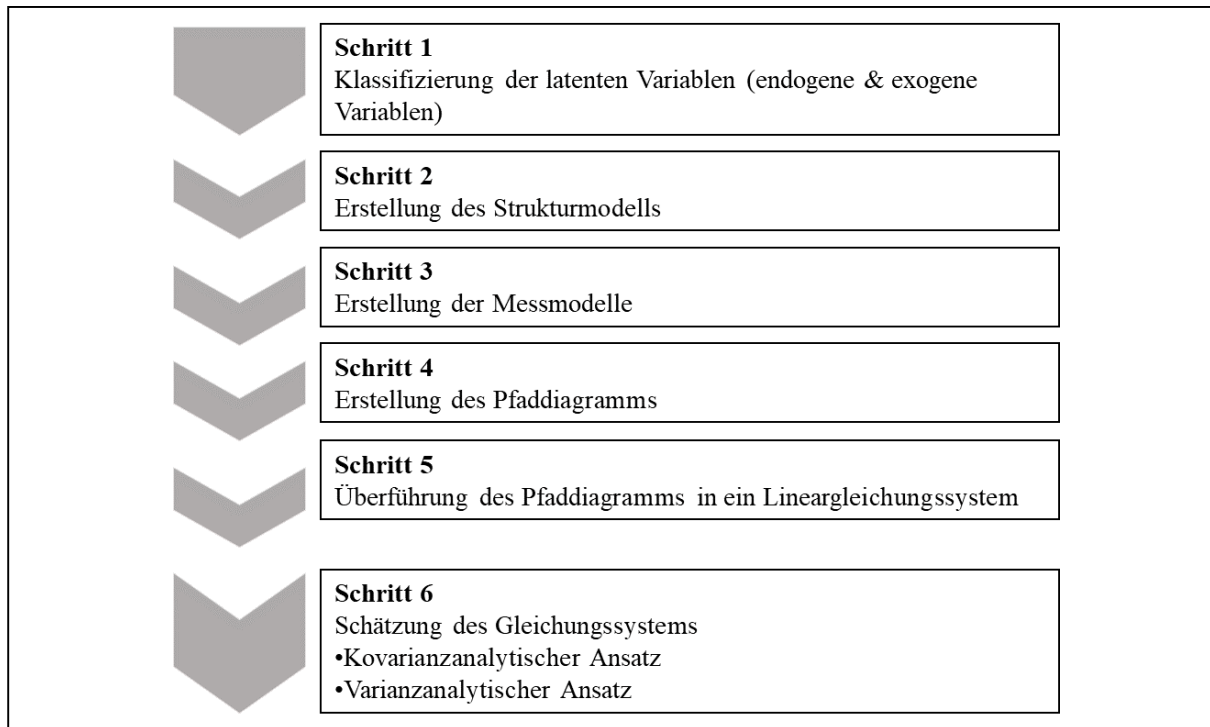 Schritt 1
Klassifizierung der latenten Variablen (endogene & exogene
Variablen)
Schritt 2
Erstellung des Strukturmodells
Schritt 3
Erstellung der Messmodelle
Schritt 4
Erstellung des Pfaddiagramms
Schritt 5
Überführung des Pfaddiagramms in ein Lineargleichungssystem
Schritt 6
Schätzung des Gleichungssystems
•Kovarianzanalytischer Ansatz
•Varianzanalytischer Ansatz